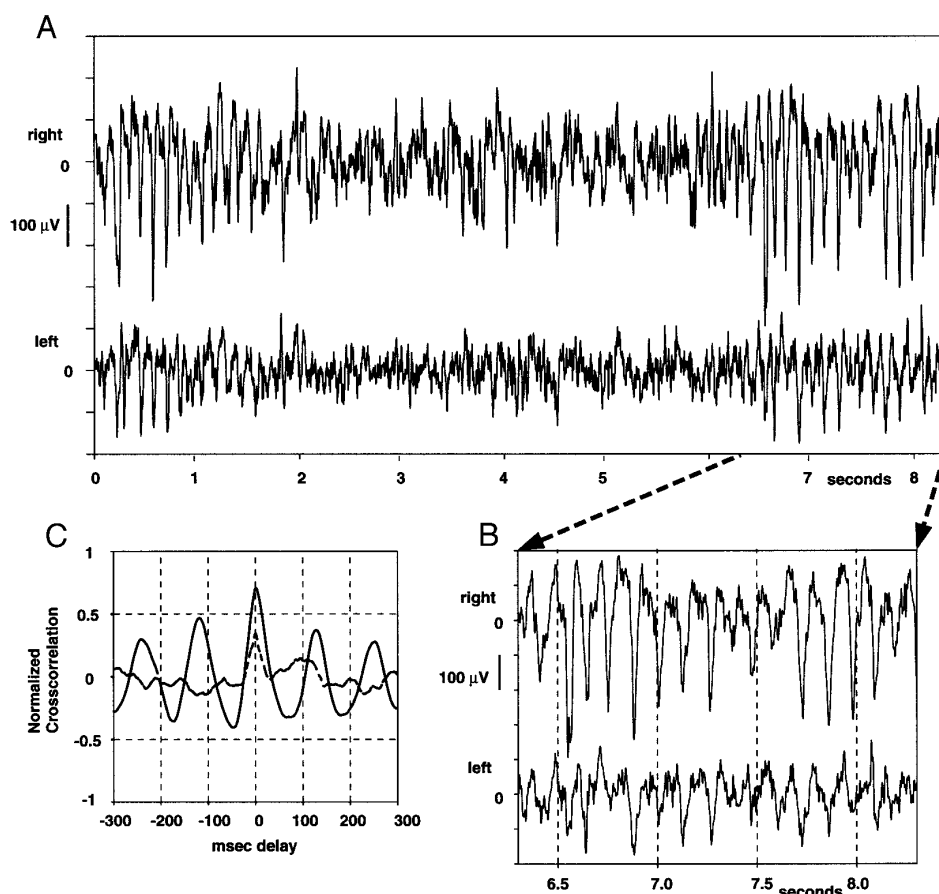 A
right
0
100 µV
left
0
0 1 2 3 4 5 7 seconds 8
C
1
0.5
0
-0.5
-1
Normalized
Crosscorrelation
-300 -200 -100 0 100 200 300
msec delay
B
right
0
100 µV
left
0
6.5 7.0 7.5 8.0
seconds